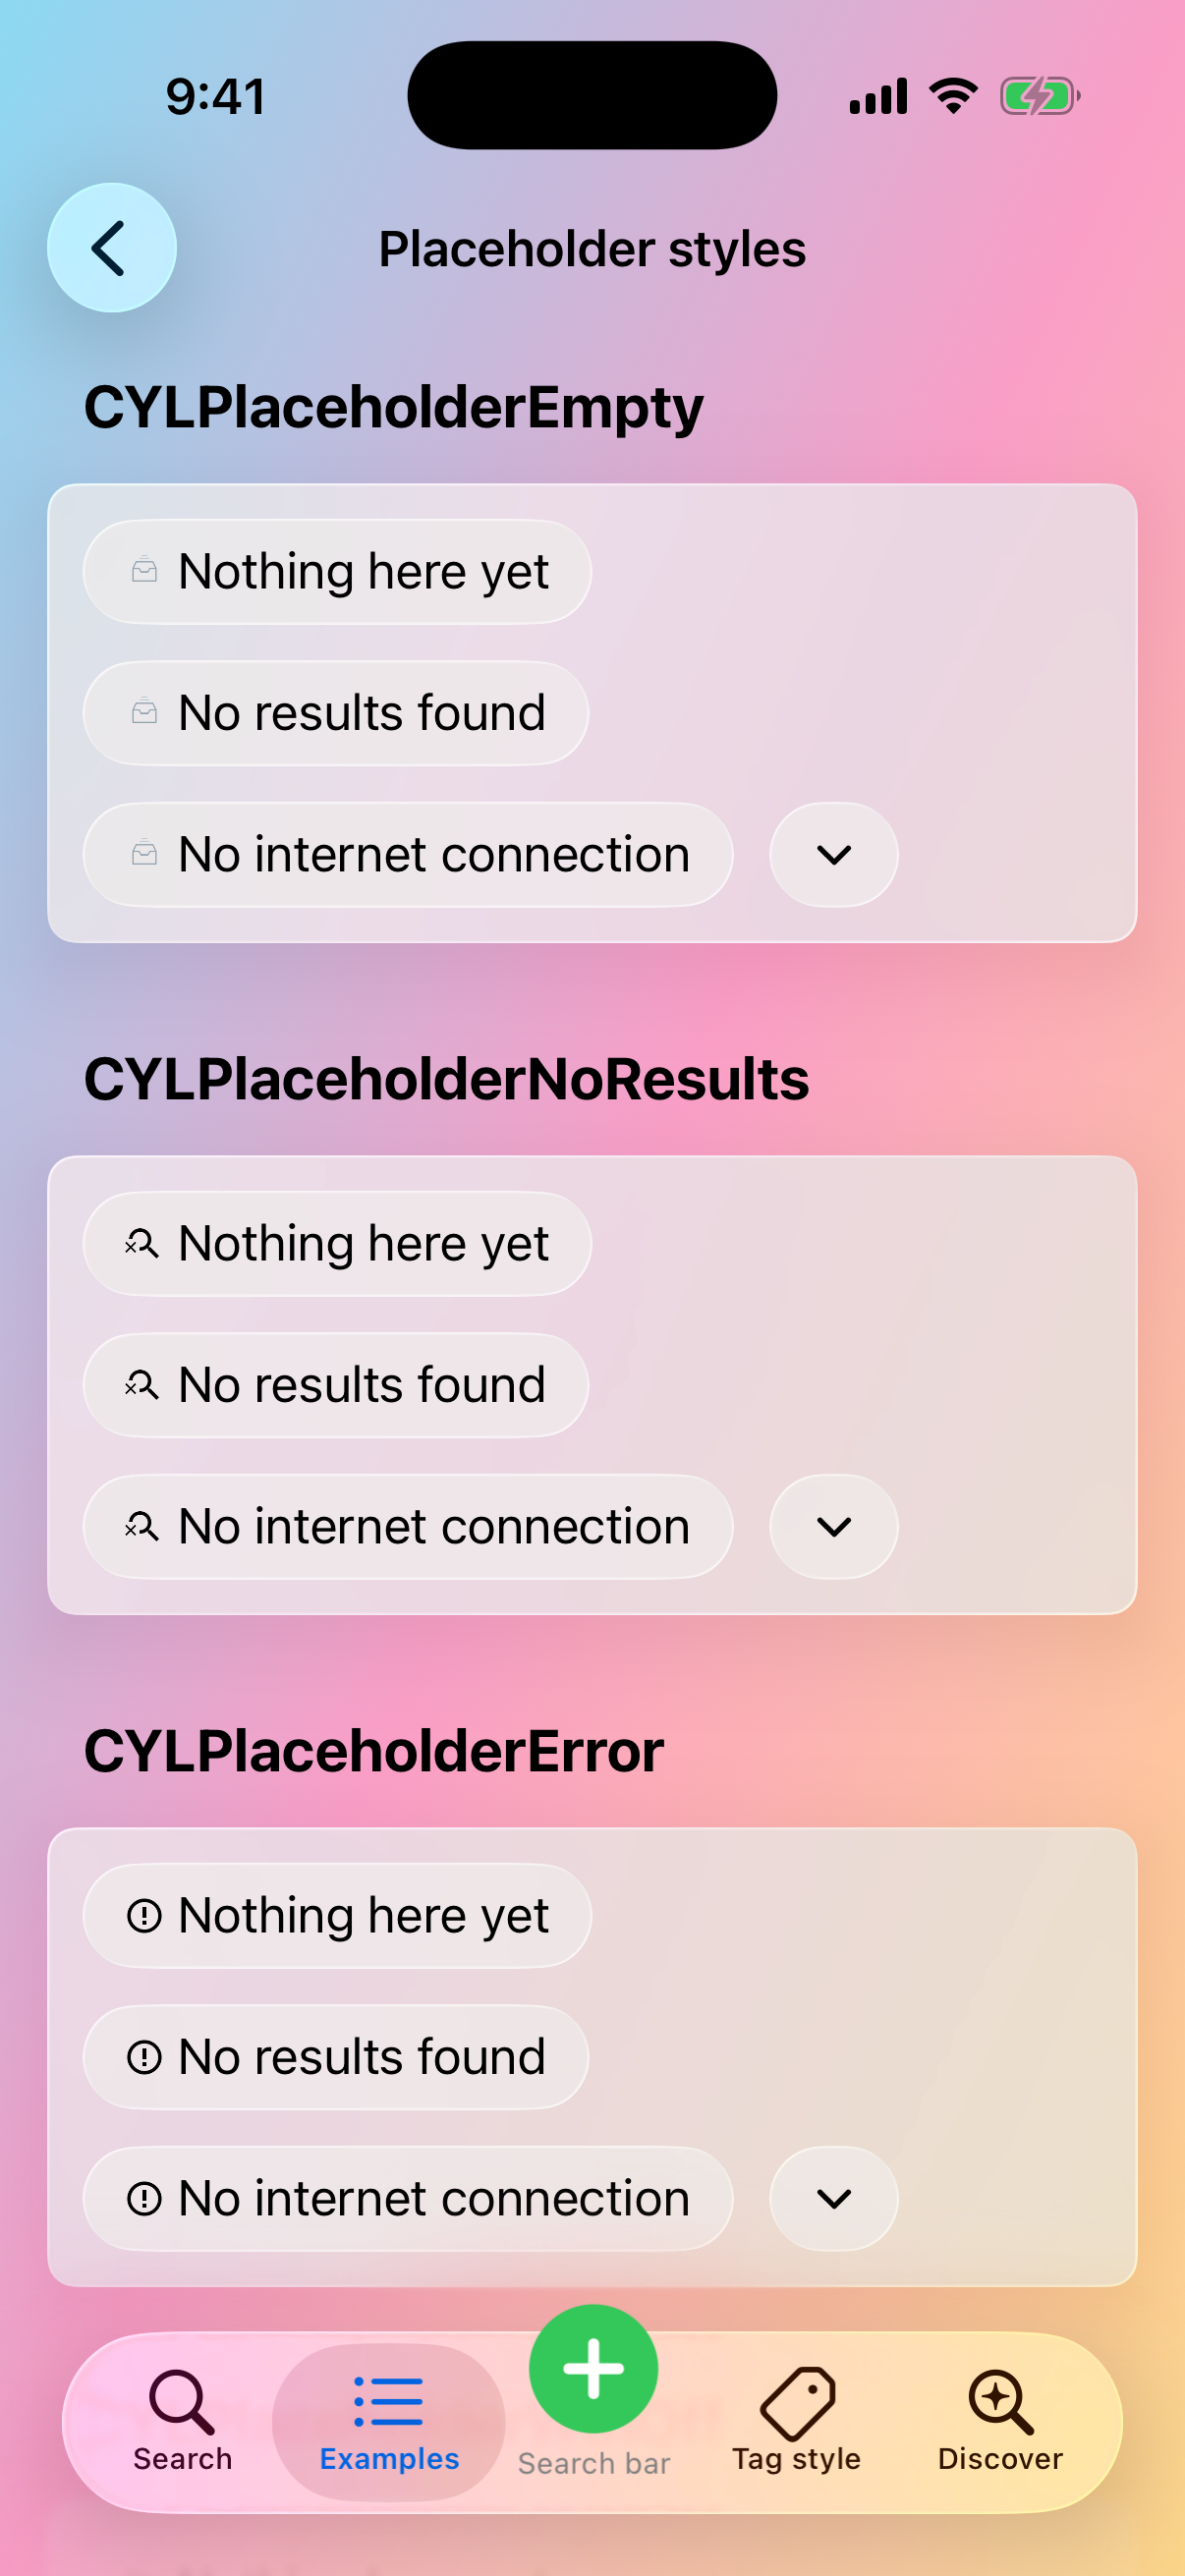 9:41
Placeholder styles
CYLPlaceholderEmpty
Nothing here yet
No results found
No internet connection
CYLPlaceholderNoResults
Nothing here yet
No results found
No internet connection
CYLPlaceholderError
Nothing here yet
No results found
No internet connection
Search
Examples
Search bar
Tag style
Discover